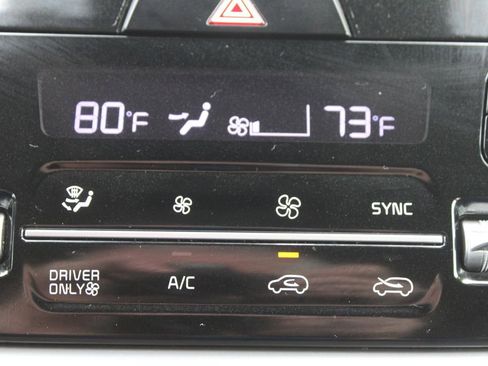 80°F 73°F
SYNC
DRIVER
ONLY
A/C